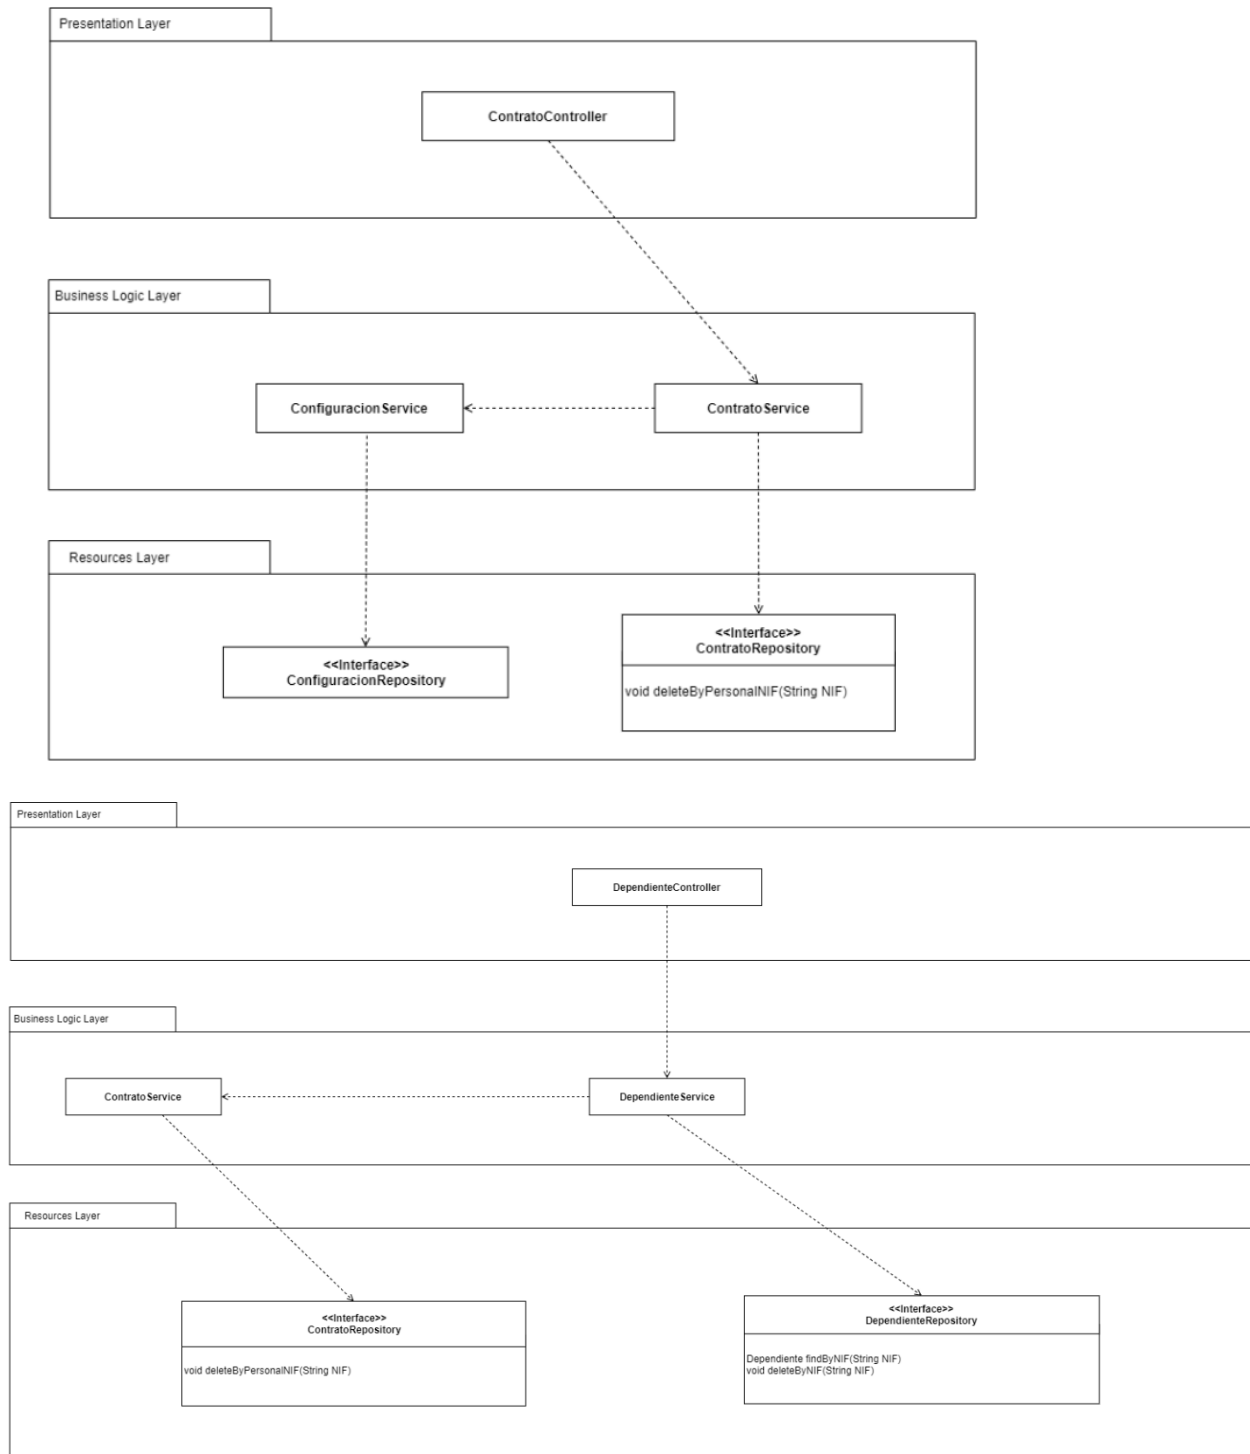 Presentation Layer
ContratoController
Business Logic Layer
ConfiguracionService
ContratoService
Resources Layer
<<Interface>>
ConfiguracionRepository
<<Interface>>
ContratoRepository
void deleteByPersonalNIF(String NIF)
Presentation Layer
DependienteController
Business Logic Layer
ContratoService
DependienteService
Resources Layer
<<Interface>>
ContratoRepository
void deleteByPersonalNIF(String NIF)
<<Interface>>
DependienteRepository
Dependiente findByNIF(String NIF)
void deleteByNIF(String NIF)